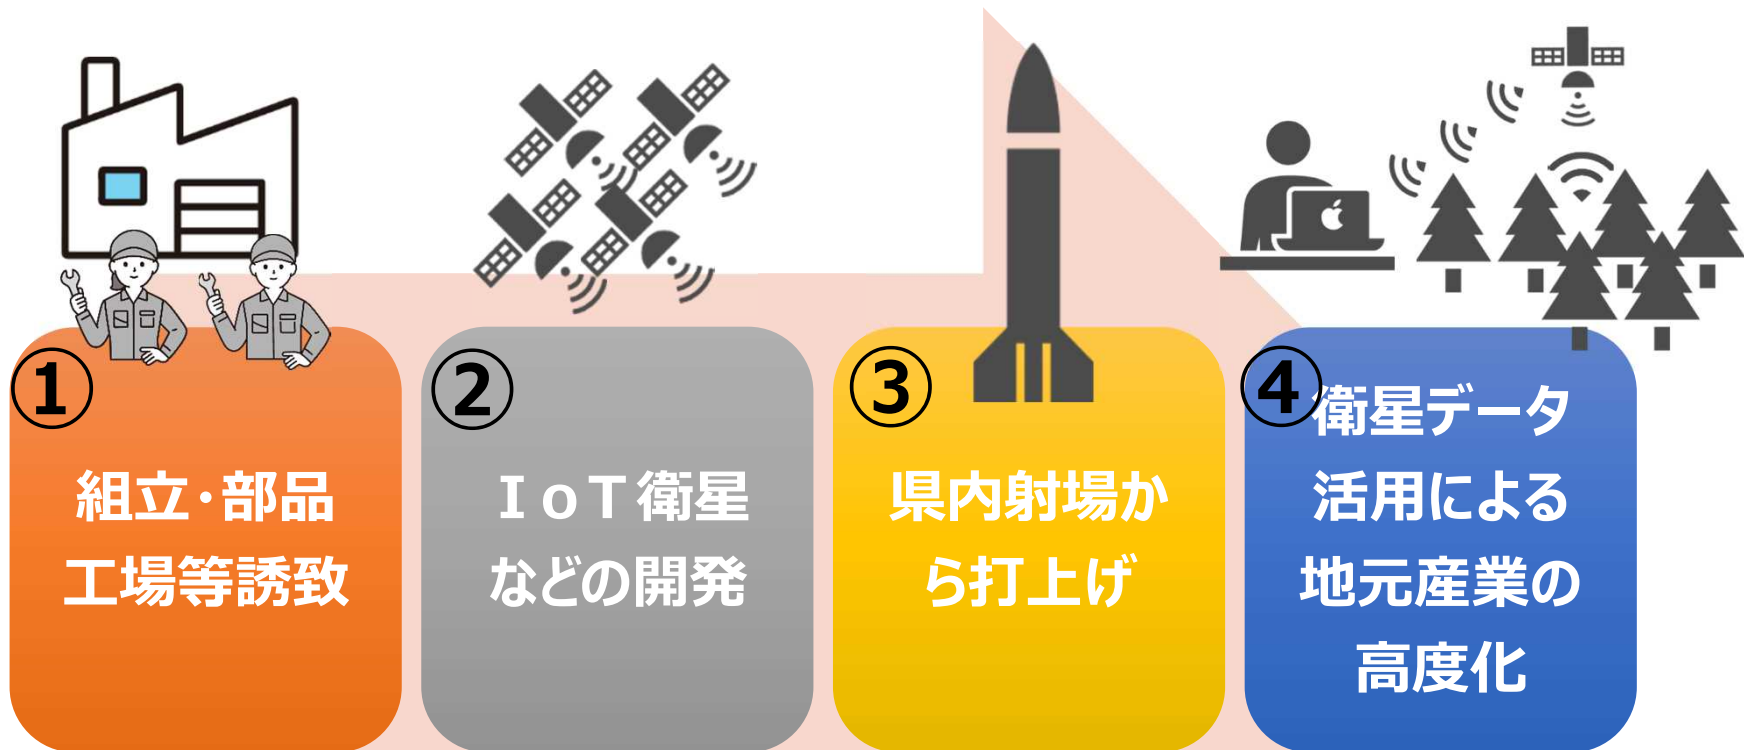 ①
組立・部品
工場等誘致
②
ＩｏＴ衛星
などの開発
③
県内射場か
ら打上げ
④
衛星データ
活用による
地元産業の
高度化